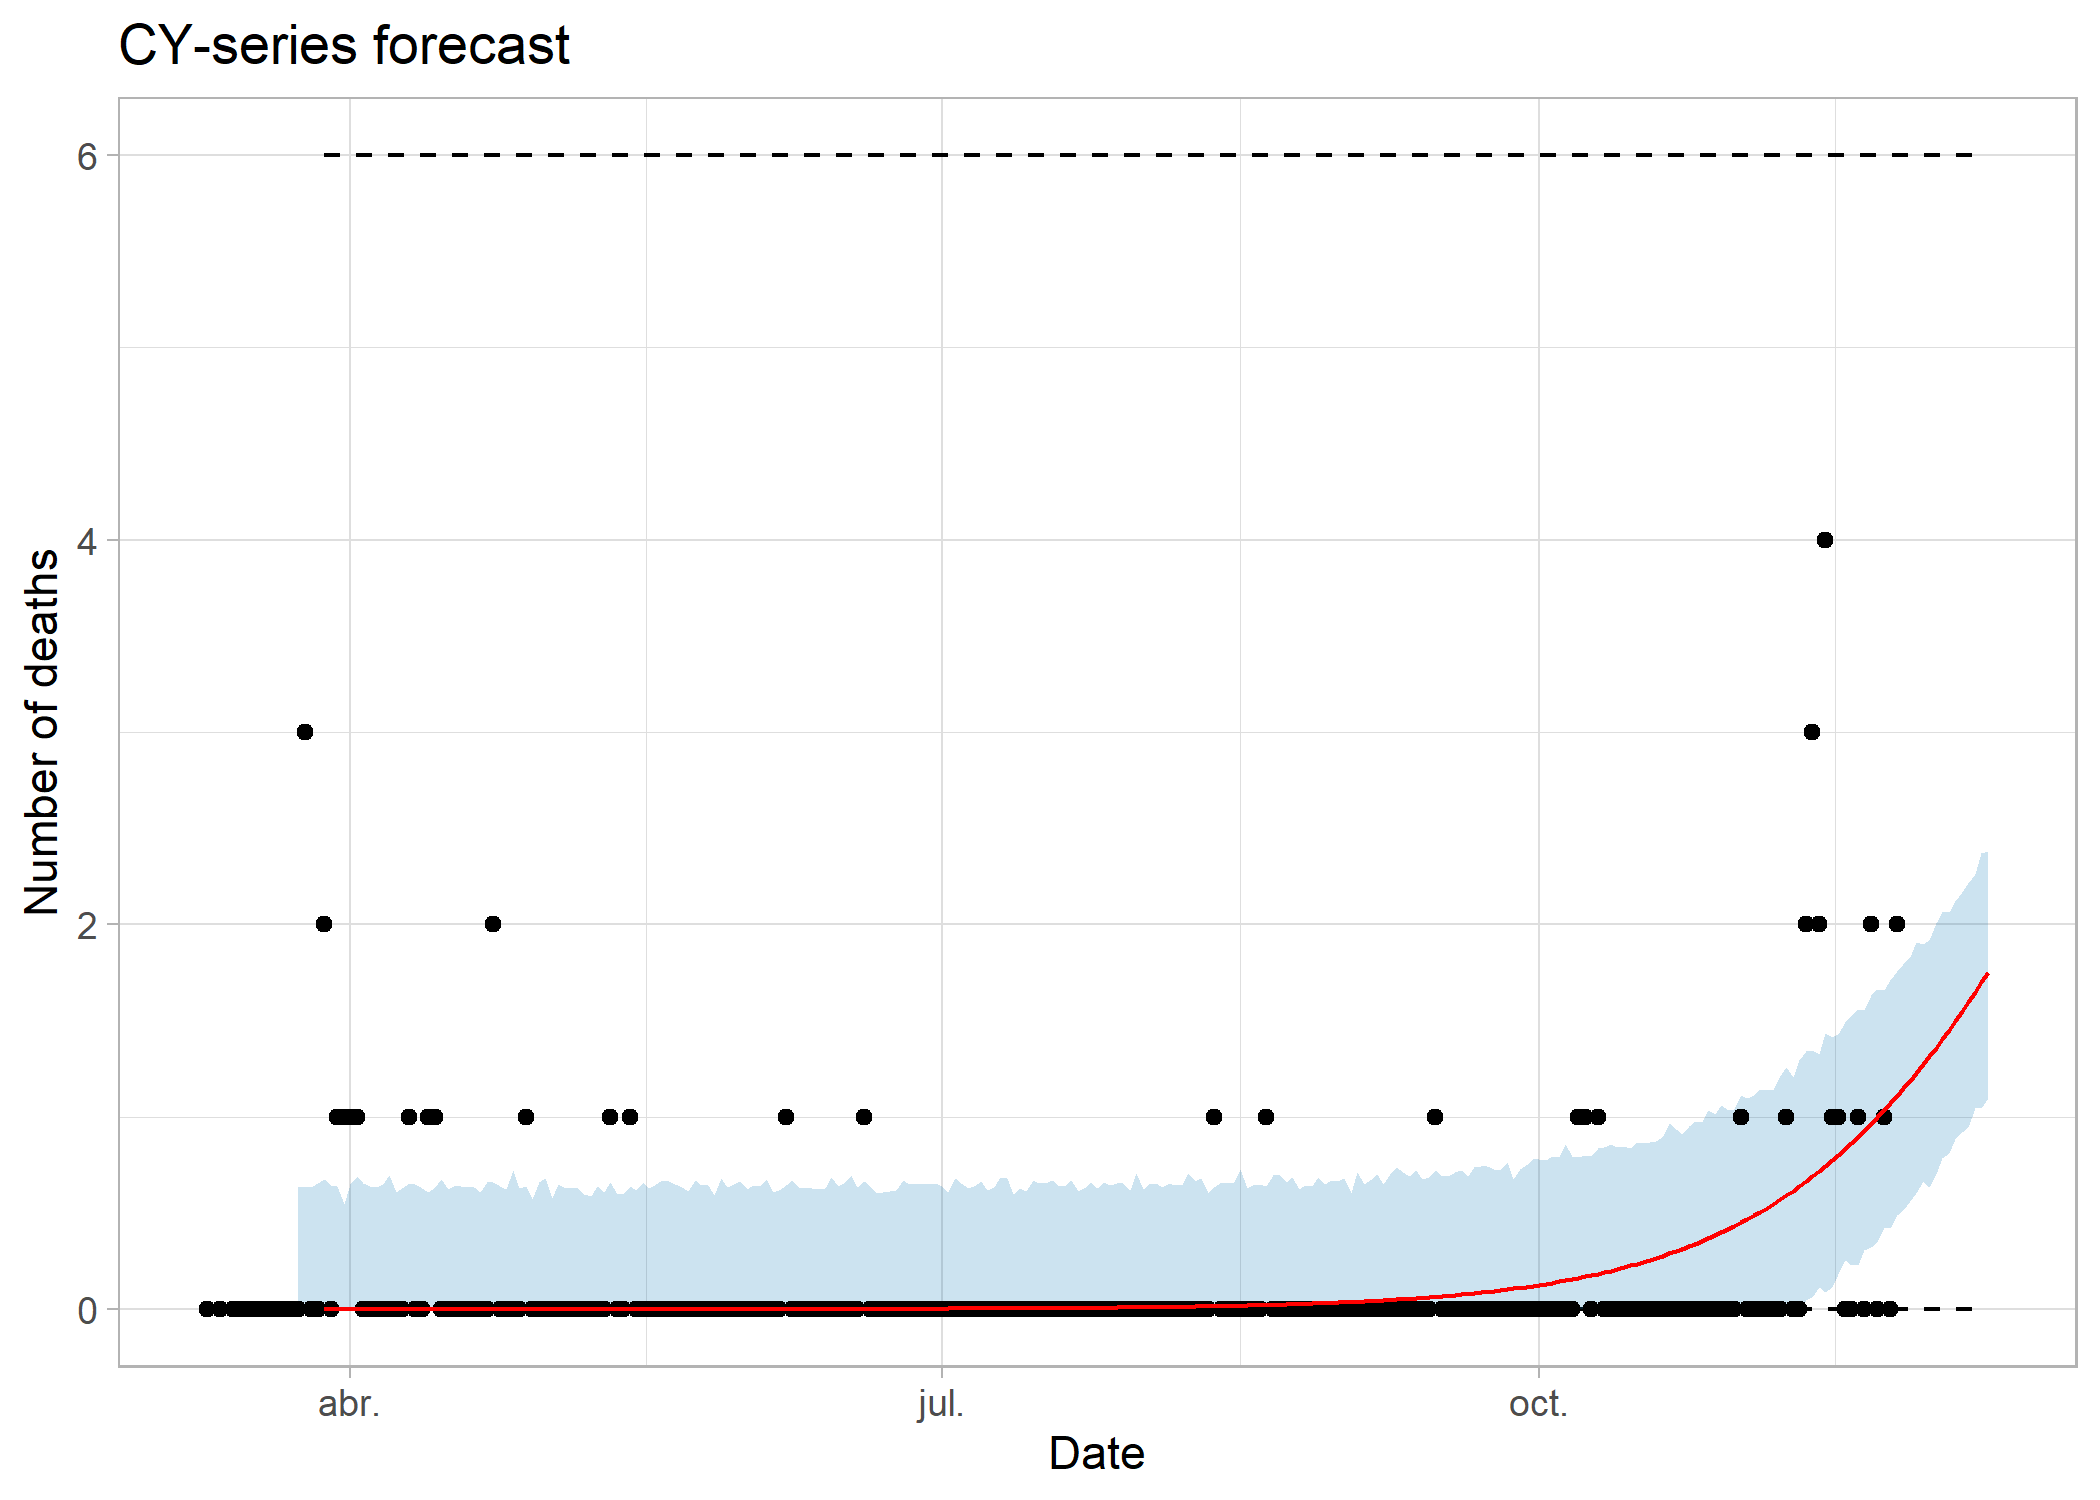 CY-series forecast
Number of deaths
6
4
2
0
abr.
jul.
oct.
Date